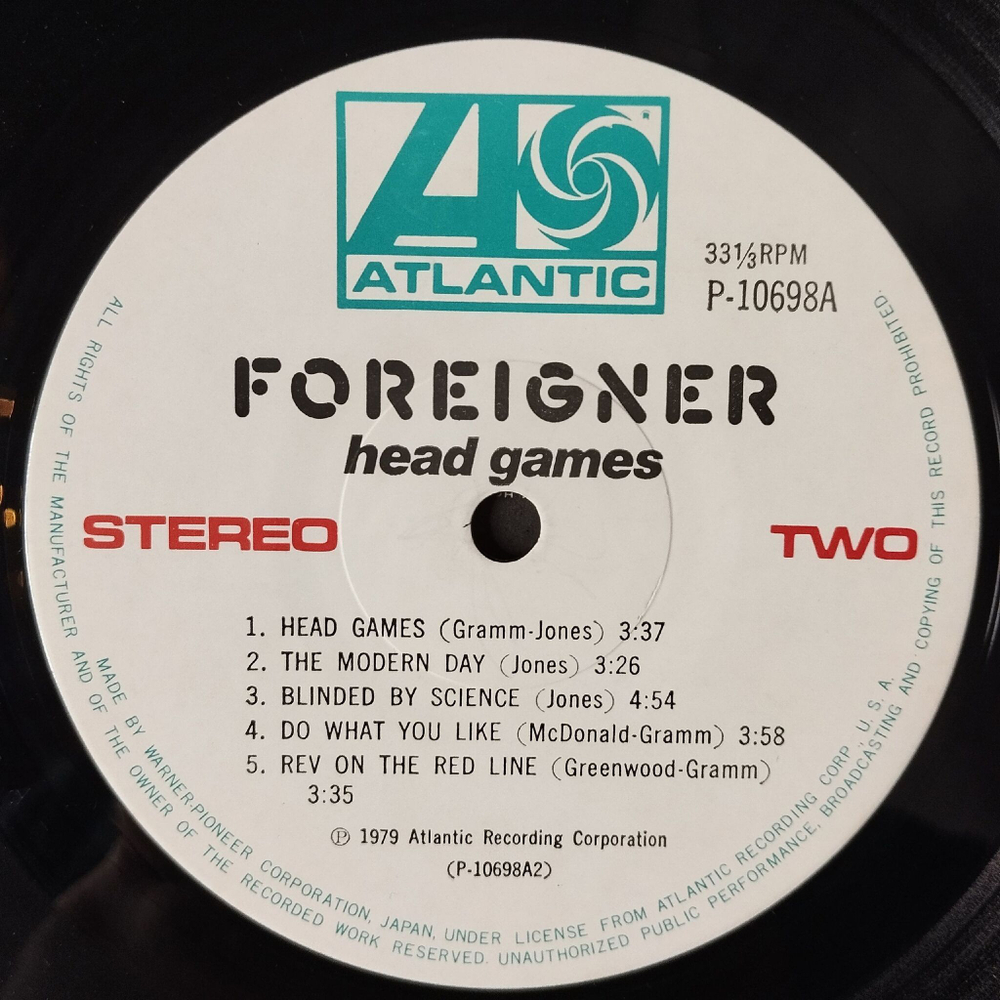 ATLANTIC
33⅓RPM
P-10698A
FOREIGNER
head games
STEREO
TWO
1. HEAD GAMES (Gramm-Jones) 3:37
2. THE MODERN DAY (Jones) 3:26
3. BLINDED BY SCIENCE (Jones) 4:54
4. DO WHAT YOU LIKE (McDonald-Gramm) 3:58
5. REV ON THE RED LINE (Greenwood-Gramm)
3:35
Ⓟ 1979 Atlantic Recording Corporation
(P-10698A2)
MADE BY WARNER-PIONEER CORPORATION, JAPAN, UNDER LICENSE FROM ATLANTIC RECORDING CORP., U. S. A.
ALL RIGHTS OF THE MANUFACTURER AND OF THE OWNER OF THE RECORDED WORK RESERVED. UNAUTHORIZED PUBLIC PERFORMANCE, BROADCASTING AND COPYING OF THIS RECORD PROHIBITED.